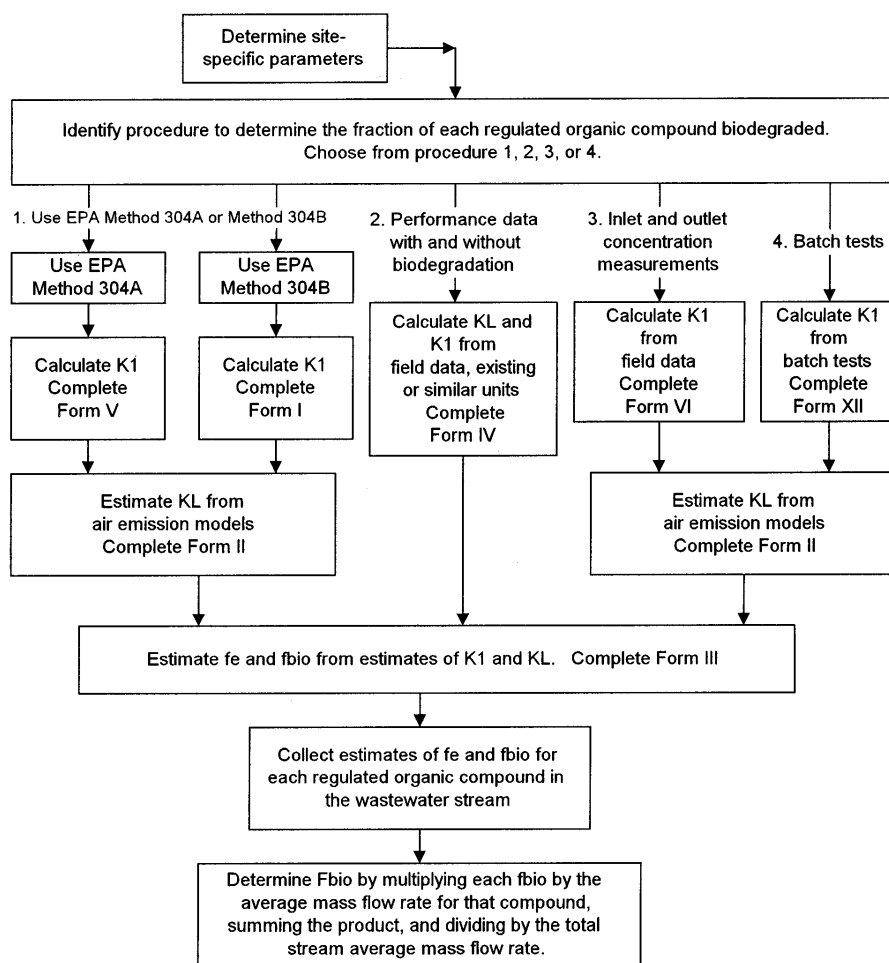 Determine site-
specific parameters
Identify procedure to determine the fraction of each regulated organic compound biodegraded.
Choose from procedure 1, 2, 3, or 4.
1. Use EPA Method 304A or Method 304B
2. Performance data
with and without
biodegradation
3. Inlet and outlet
concentration
measurements
4. Batch tests
Use EPA
Method 304A
Use EPA
Method 304B
Calculate K1
Complete
Form V
Calculate K1
Complete
Form I
Calculate KL and
K1 from
field data, existing
or similar units
Complete
Form IV
Calculate K1
from
field data
Complete
Form VI
Calculate K1
from
batch tests
Complete
Form XII
Estimate KL from
air emission models
Complete Form II
Estimate KL from
air emission models
Complete Form II
Estimate fe and fbio from estimates of K1 and KL. Complete Form III
Collect estimates of fe and fbio for
each regulated organic compound in
the wastewater stream
Determine Fbio by multiplying each fbio by the
average mass flow rate for that compound,
summing the product, and dividing by the total
stream average mass flow rate.